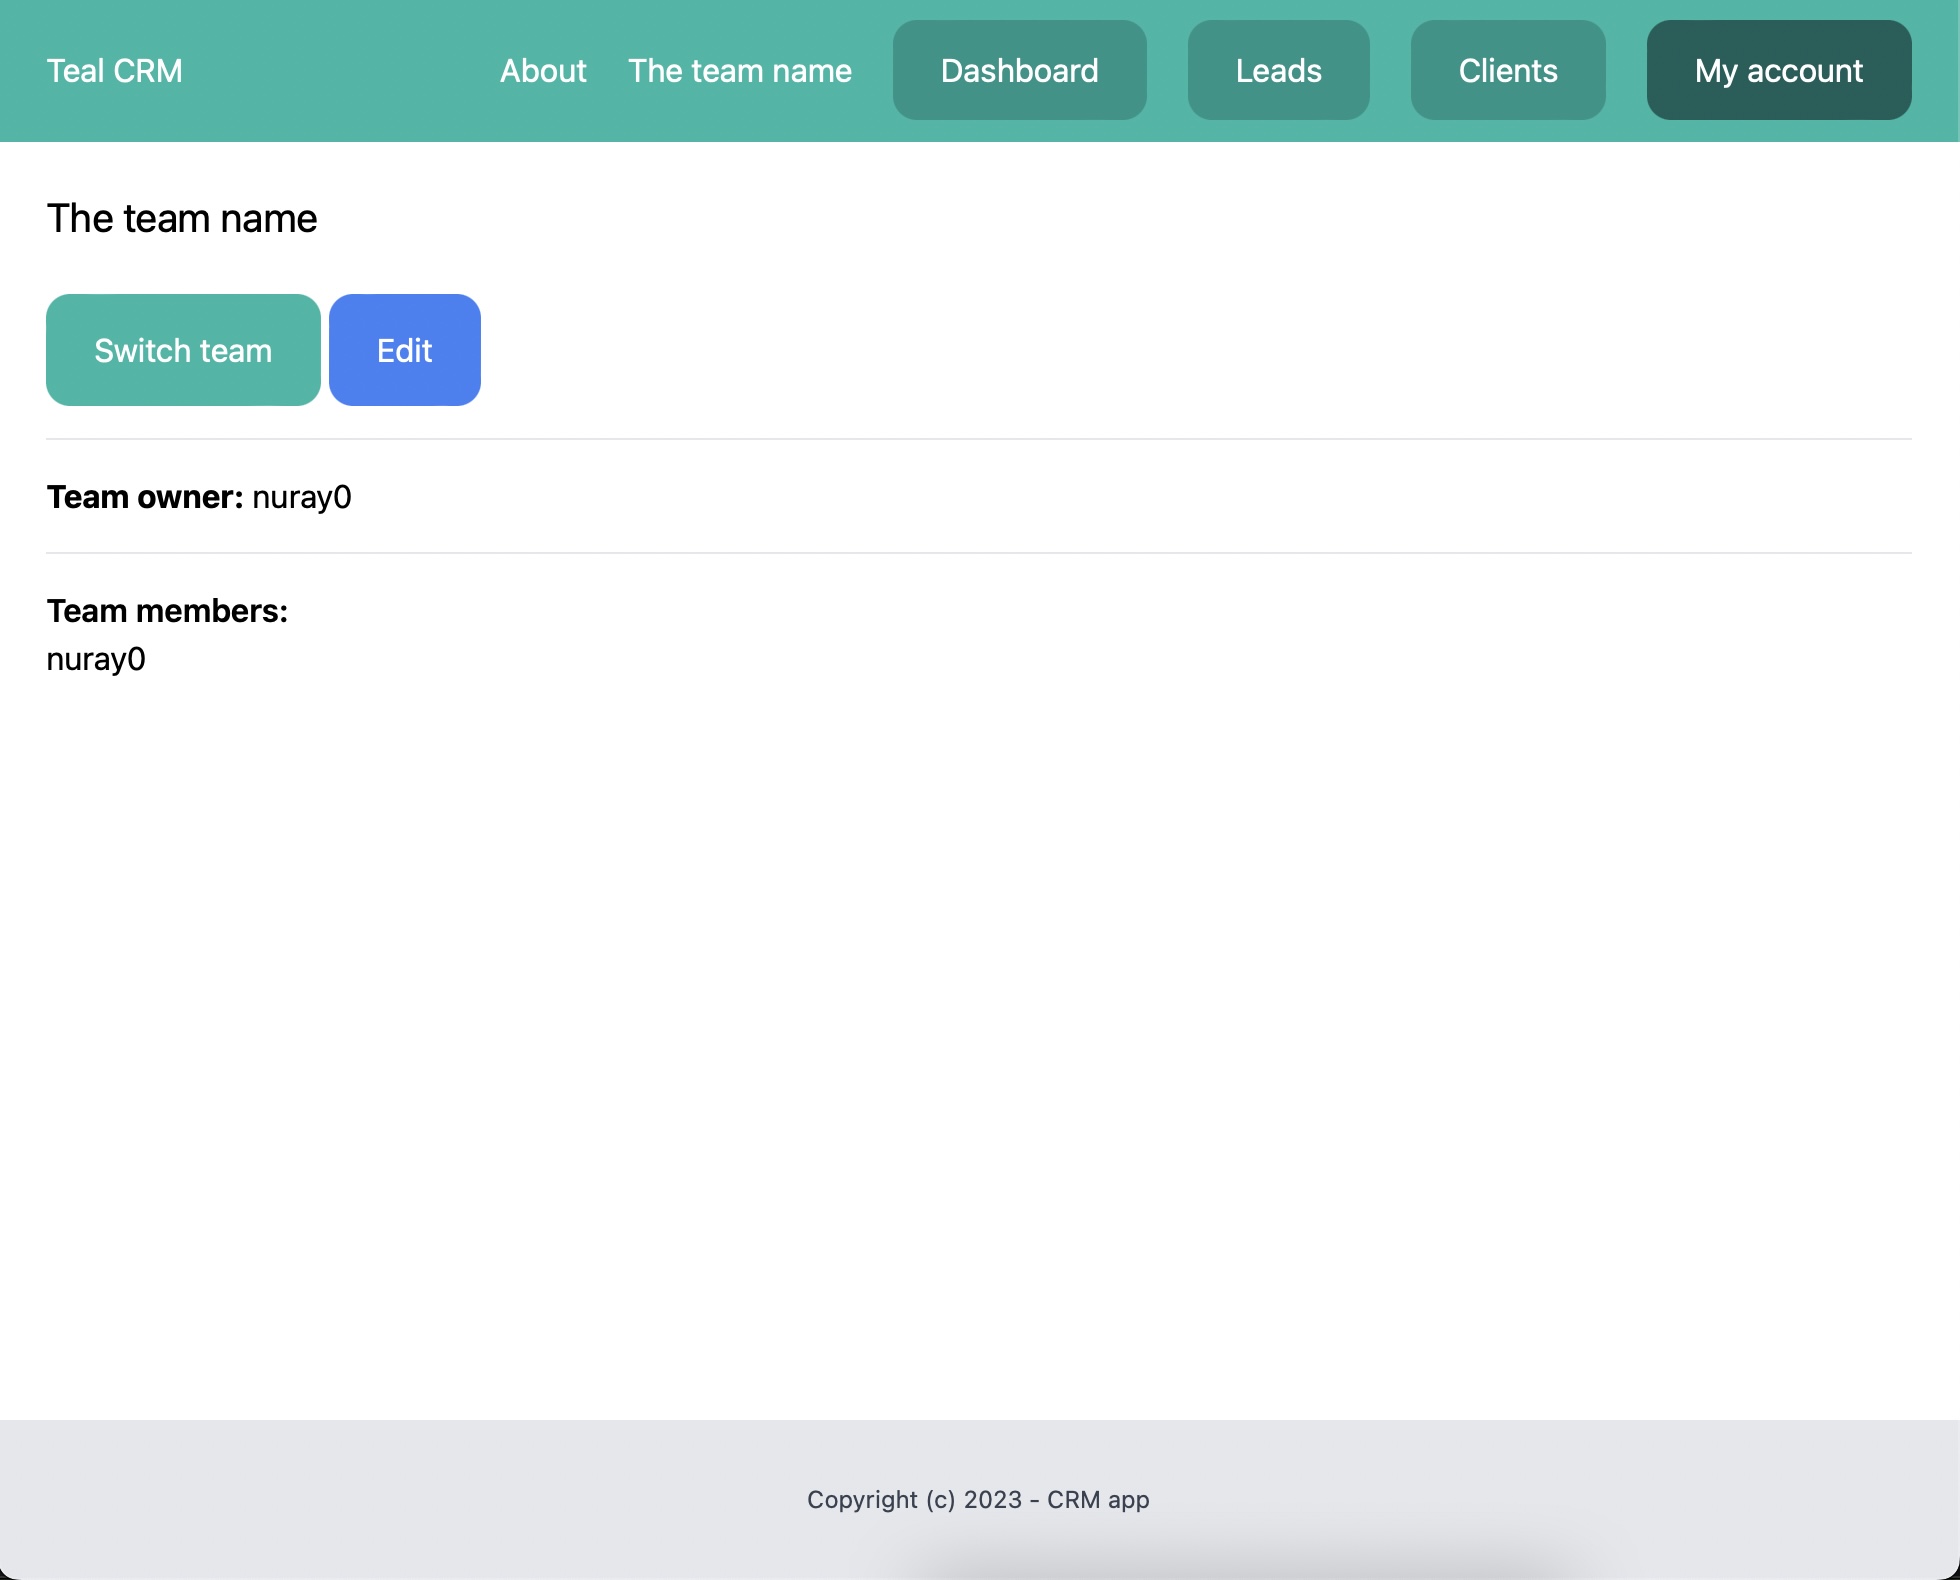 Teal CRM About The team name Dashboard Leads Clients My account
The team name
Switch team Edit
Team owner: nuray0
Team members:
nuray0
Copyright (c) 2023 - CRM app